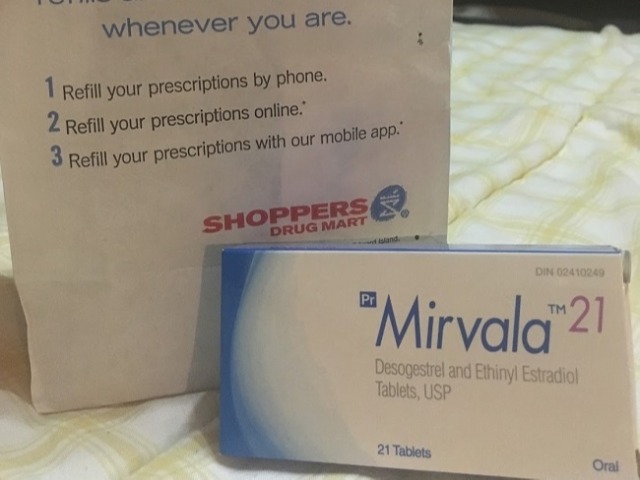 whenever you are.
1 Refill your prescriptions by phone.
2 Refill your prescriptions online.*
3 Refill your prescriptions with our mobile app.*
SHOPPERS
DRUG MART
Island.
DIN 02410249
Pr Mirvala™ 21
Desogestrel and Ethinyl Estradiol
Tablets, USP
21 Tablets
Oral